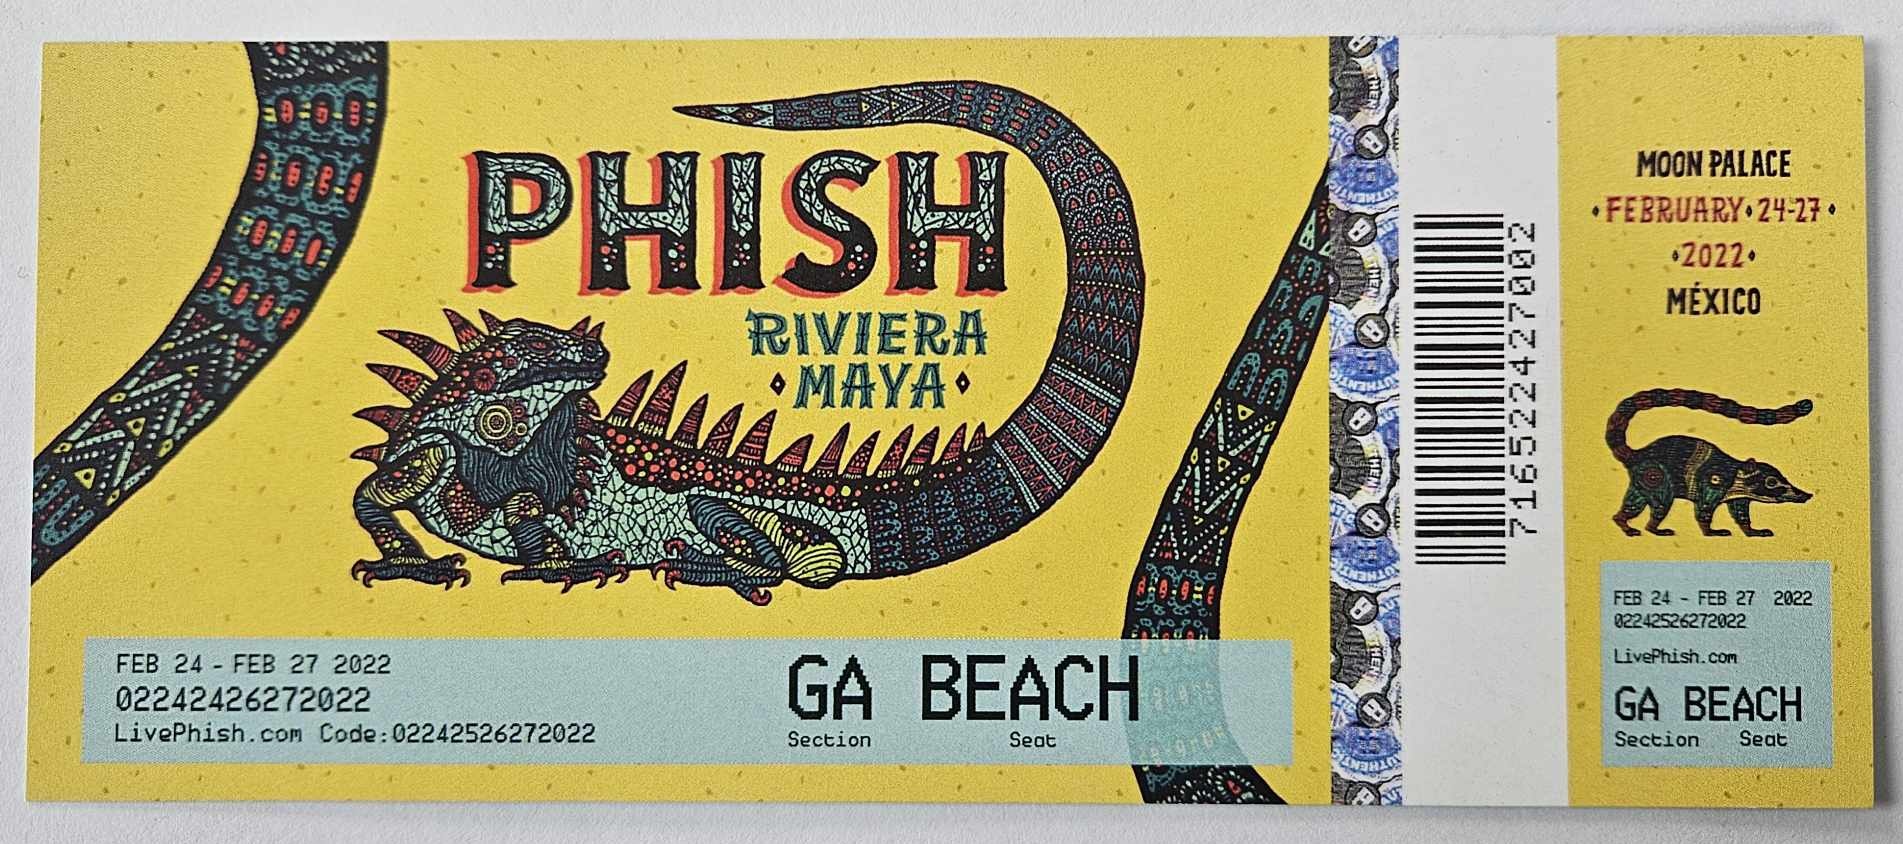 PHISH
RIVIERA
MAYA
FEB 24 - FEB 27 2022
02242426272022
LivePhish.com Code:02242526272022
GA BEACH
Section Seat
716522427002
MOON PALACE
FEBRUARY 24-27
2022
MÉXICO
FEB 24 - FEB 27 2022
02242526272022
LivePhish.com
GA BEACH
Section Seat